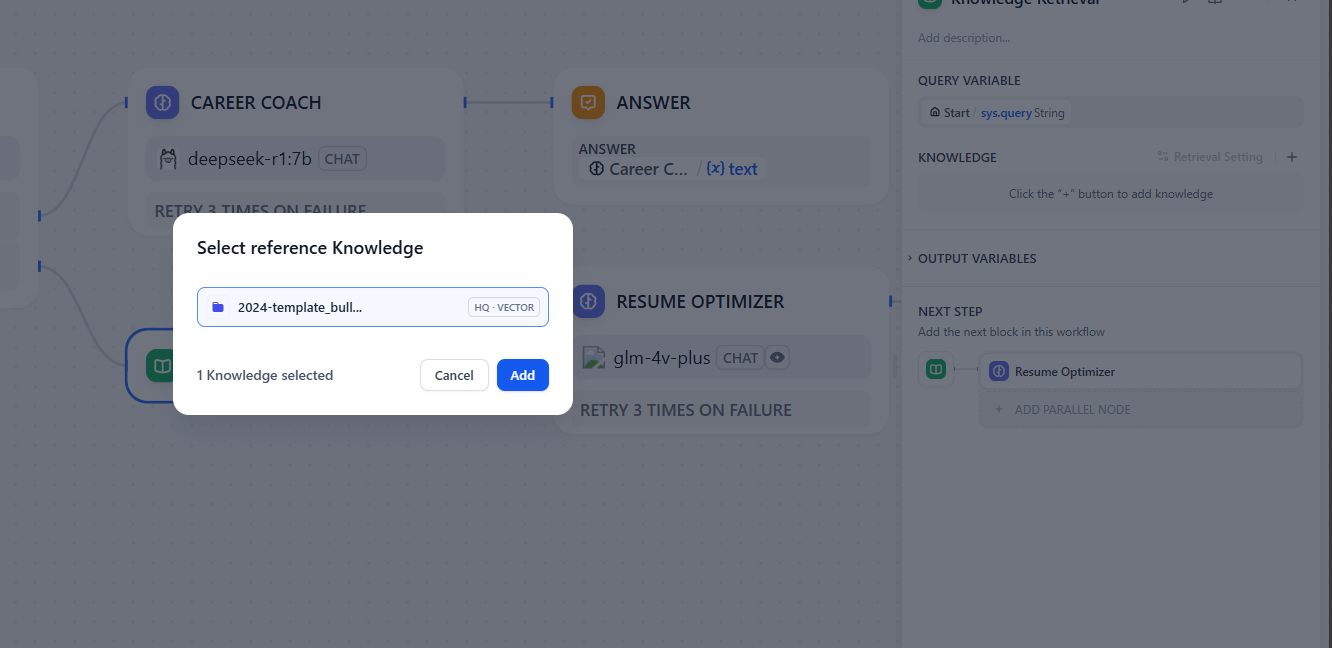 Knowledge Retrieval
Add description...
QUERY VARIABLE
Start / sys.query String
KNOWLEDGE
Retrieval Setting
Click the “+” button to add knowledge
OUTPUT VARIABLES
NEXT STEP
Add the next block in this workflow
Resume Optimizer
+ ADD PARALLEL NODE
CAREER COACH
deepseek-r1:7b CHAT
RETRY 3 TIMES ON FAILURE
ANSWER
ANSWER
Career C... / {x} text
Select reference Knowledge
2024-template_bull... HQ · VECTOR
1 Knowledge selected
Cancel
Add
RESUME OPTIMIZER
glm-4v-plus CHAT
RETRY 3 TIMES ON FAILURE